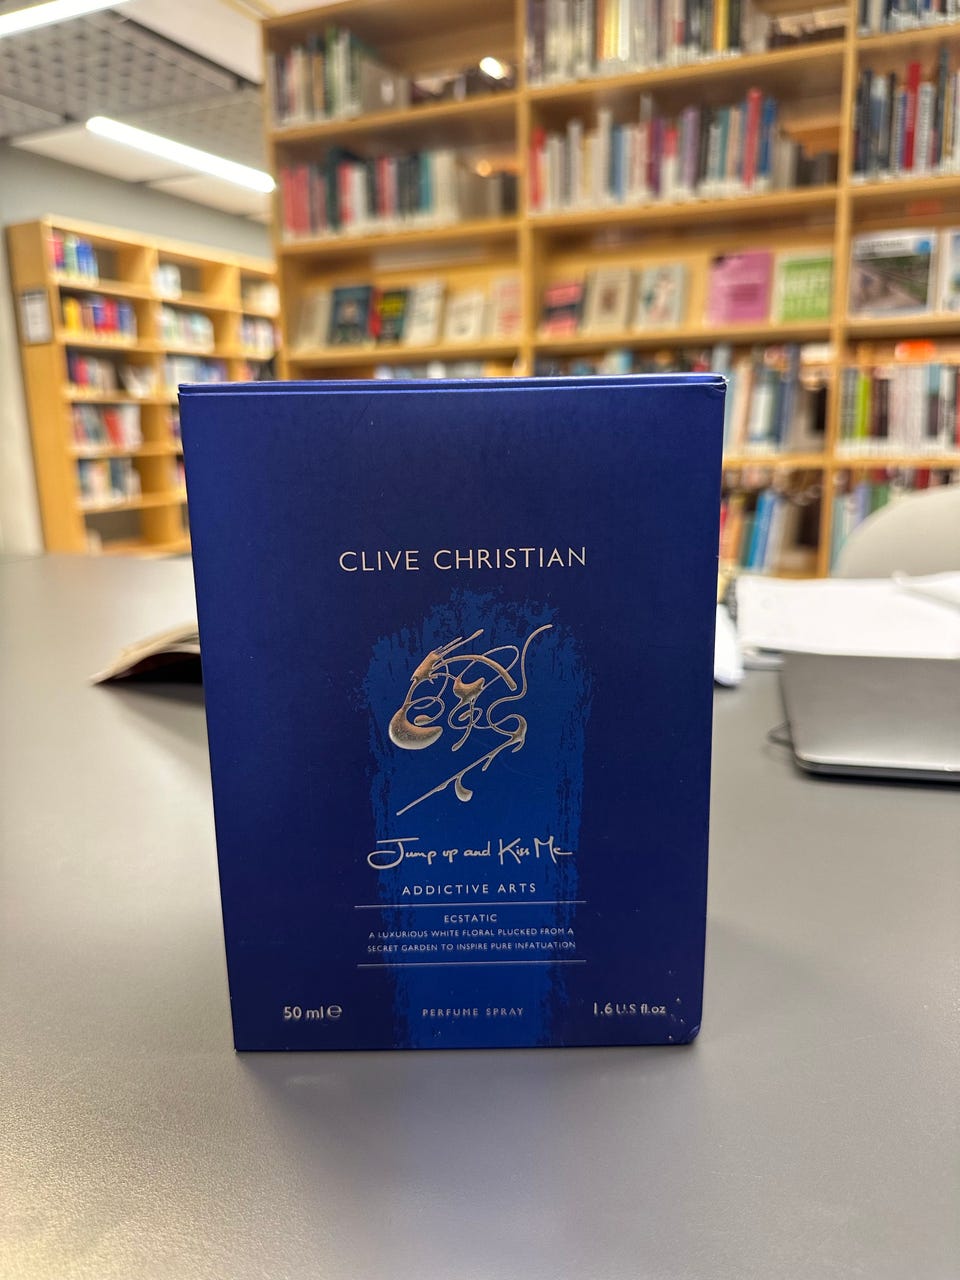 CLIVE CHRISTIAN
Jump up and Kiss Me
ADDICTIVE ARTS
ECSTATIC
A LUXURIOUS WHITE FLORAL PLUCKED FROM A
SECRET GARDEN TO INSPIRE PURE INFATUATION
50 ml ℮
PERFUME SPRAY
1.6 U.S fl.oz